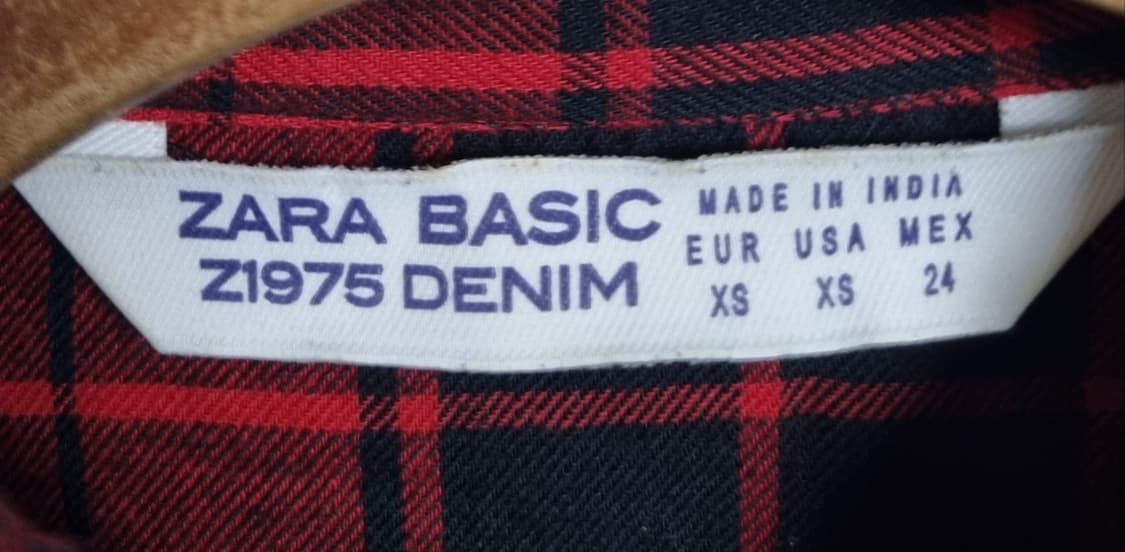 ZARA BASIC
Z1975 DENIM
MADE IN INDIA
EUR USA MEX
XS XS 24